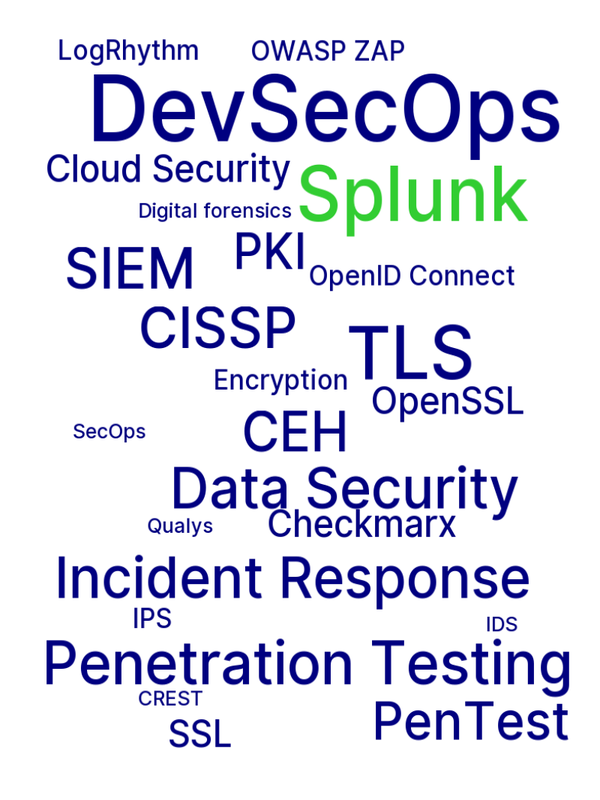 LogRhythm OWASP ZAP
DevSecOps
Cloud Security Splunk
Digital forensics
SIEM PKI OpenID Connect
CISSP TLS
Encryption OpenSSL
SecOps CEH
Data Security
Qualys Checkmarx
Incident Response
IPS IDS
Penetration Testing
CREST PenTest
SSL